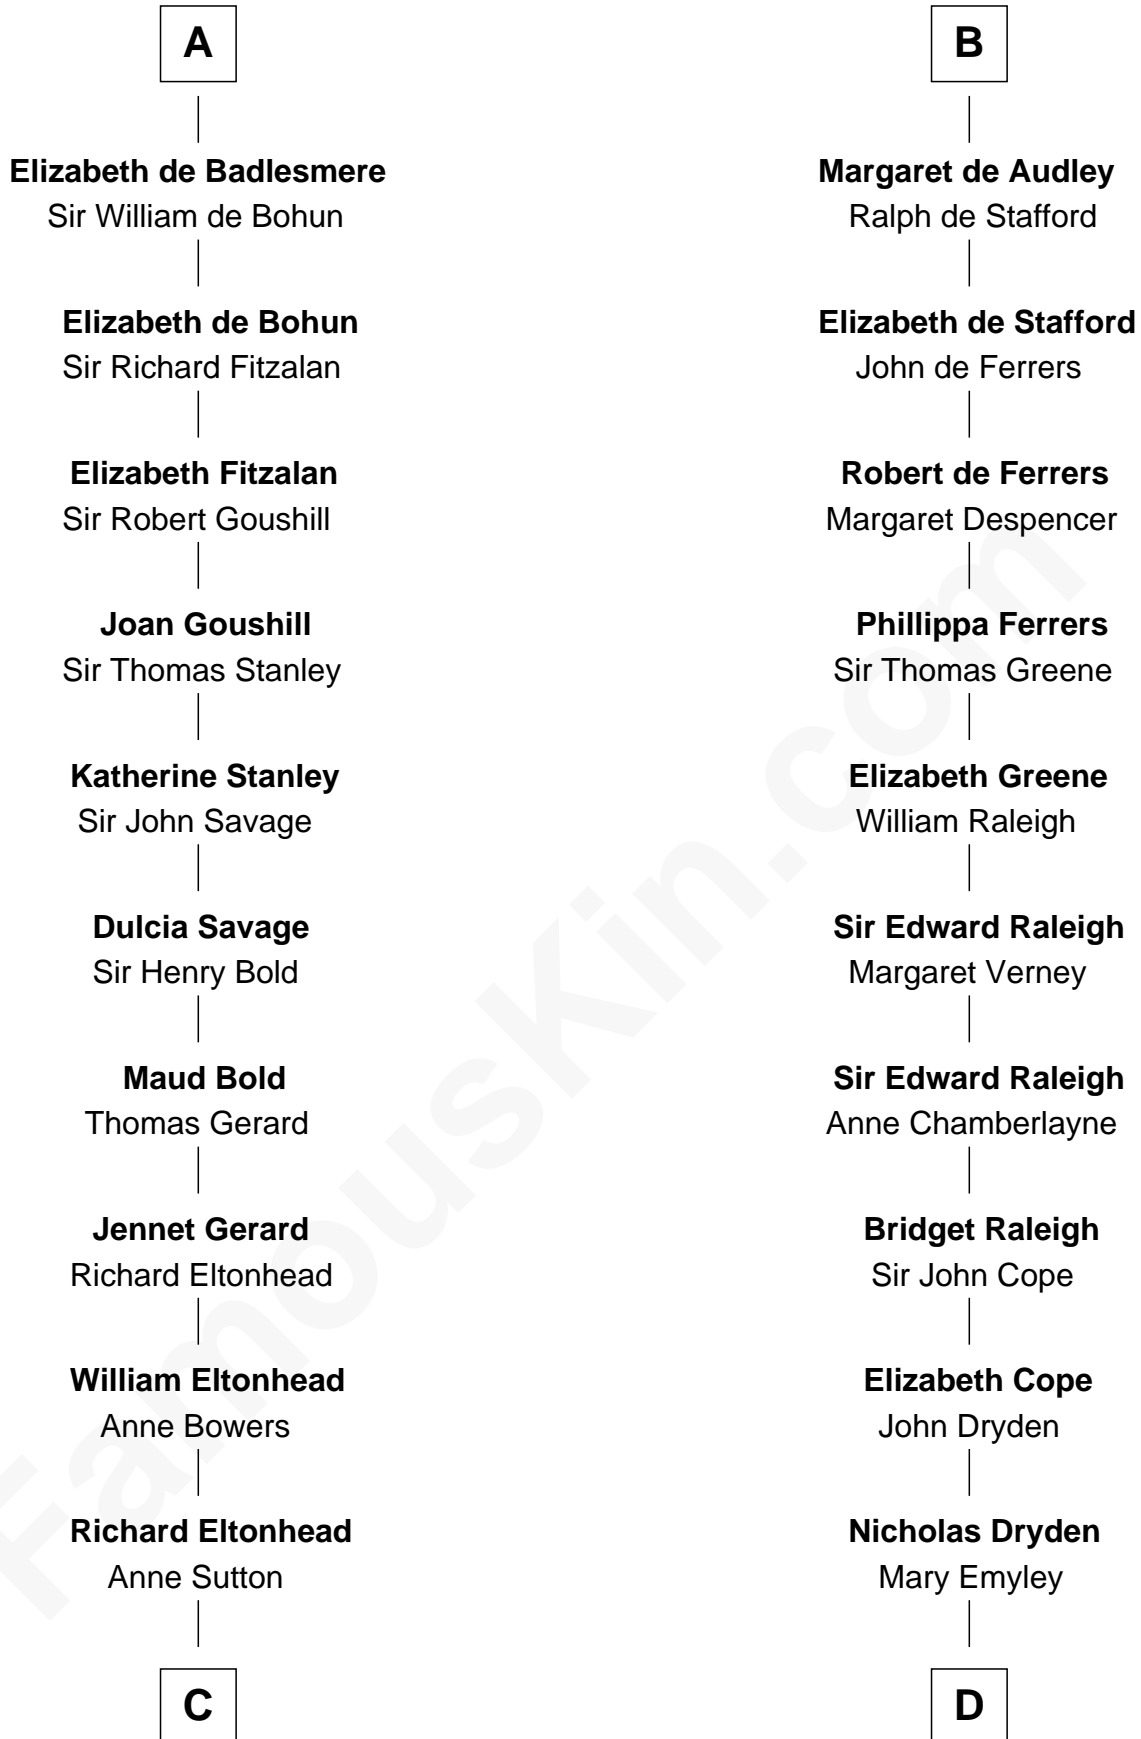 A
Elizabeth de Badlesmere
Sir William de Bohun
Elizabeth de Bohun
Sir Richard Fitzalan
Elizabeth Fitzalan
Sir Robert Goushill
Joan Goushill
Sir Thomas Stanley
Katherine Stanley
Sir John Savage
Dulcia Savage
Sir Henry Bold
Maud Bold
Thomas Gerard
Jennet Gerard
Richard Eltonhead
William Eltonhead
Anne Bowers
Richard Eltonhead
Anne Sutton
C
B
Margaret de Audley
Ralph de Stafford
Elizabeth de Stafford
John de Ferrers
Robert de Ferrers
Margaret Despencer
Phillippa Ferrers
Sir Thomas Greene
Elizabeth Greene
William Raleigh
Sir Edward Raleigh
Margaret Verney
Sir Edward Raleigh
Anne Chamberlayne
Bridget Raleigh
Sir John Cope
Elizabeth Cope
John Dryden
Nicholas Dryden
Mary Emyley
D
FamousKin.com